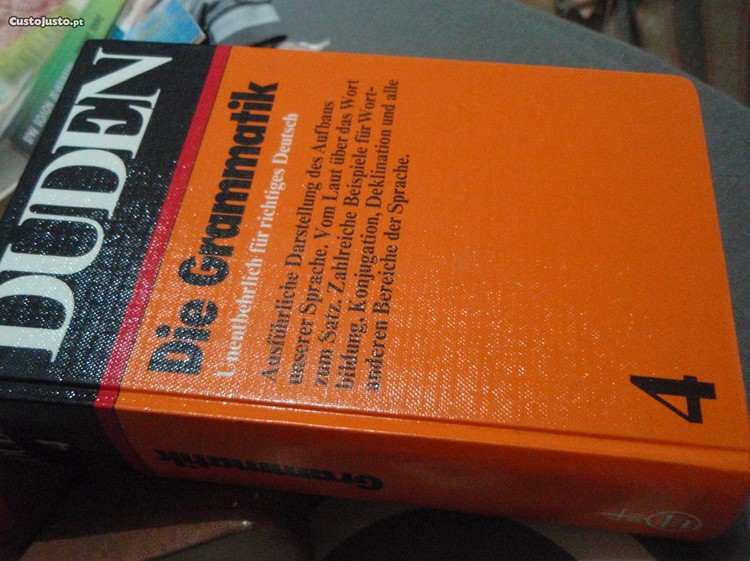 CustoJusto.pt
DUDEN
Die Grammatik
Unentbehrlich für richtiges Deutsch
Ausführliche Darstellung des Aufbaus
unserer Sprache. Vom Laut über das Wort
zum Satz. Zahlreiche Beispiele für Wort-
bildung, Konjugation, Deklination und alle
anderen Bereiche der Sprache.
4
Grammatik